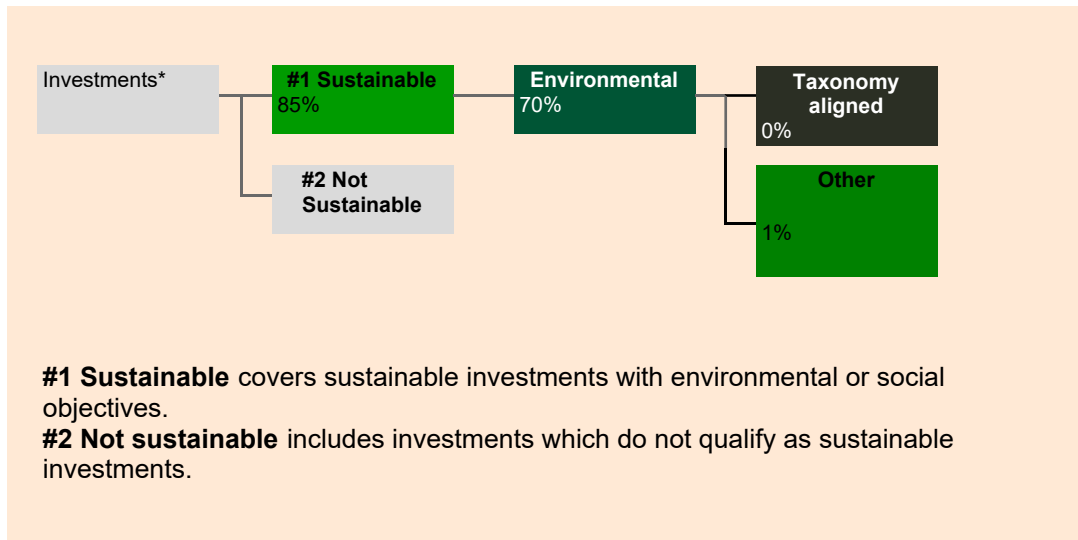 Investments*
#1 Sustainable
85%
Environmental
70%
Taxonomy
aligned
0%
#2 Not
Sustainable
Other
1%
#1 Sustainable covers sustainable investments with environmental or social
objectives.
#2 Not sustainable includes investments which do not qualify as sustainable
investments.